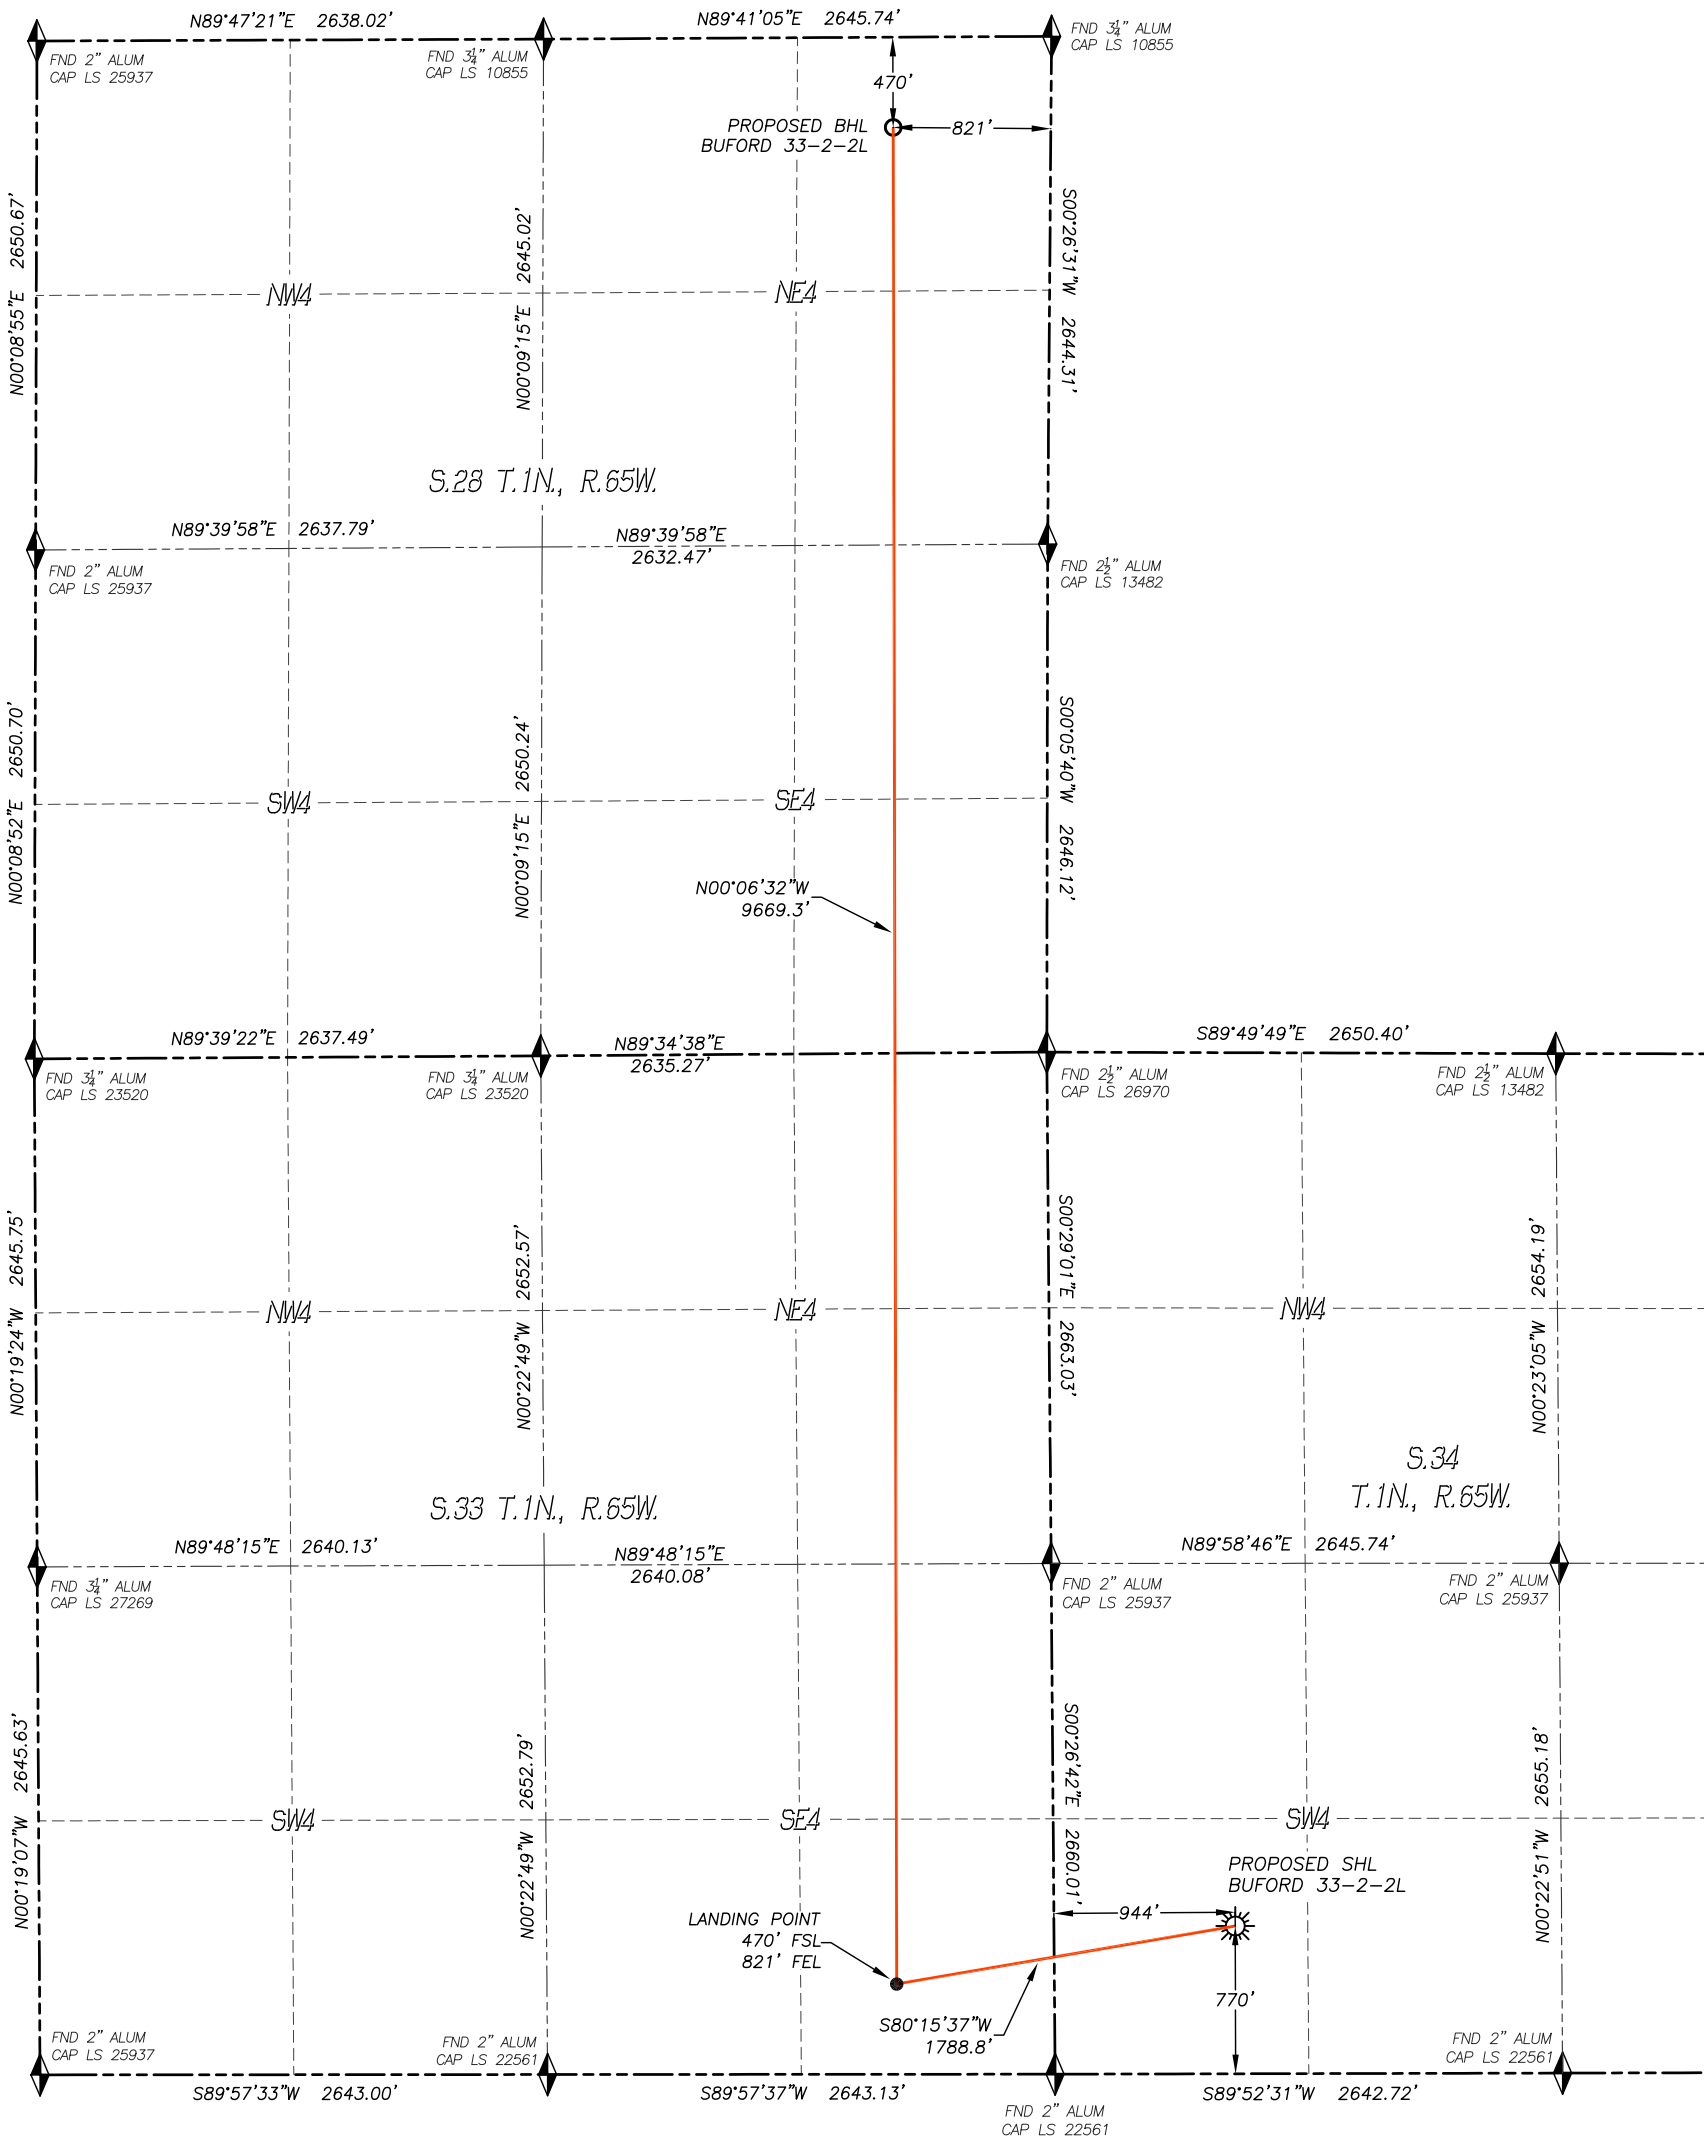 N89°47'21"E 2638.02'
N89°41'05"E 2645.74'
FND 2" ALUM
CAP LS 25937
FND 3¼" ALUM
CAP LS 10855
FND 3¼" ALUM
CAP LS 10855
470'
PROPOSED BHL
BUFORD 33-2-2L
821'
N00°08'55"E 2650.67'
N00°09'15"E 2645.02'
S00°26'31"W 2644.31'
NW4
NE4
S.28 T.1N., R.65W.
N89°39'58"E 2637.79'
N89°39'58"E
2632.47'
FND 2" ALUM
CAP LS 25937
FND 2½" ALUM
CAP LS 13482
N00°08'52"E 2650.70'
N00°09'15"E 2650.24'
S00°05'40"W 2646.12'
SW4
SE4
N00°06'32"W
9669.3'
N89°39'22"E 2637.49'
N89°34'38"E
2635.27'
S89°49'49"E 2650.40'
FND 3¼" ALUM
CAP LS 23520
FND 3¼" ALUM
CAP LS 23520
FND 2½" ALUM
CAP LS 26970
FND 2½" ALUM
CAP LS 13482
N00°19'24"W 2645.75'
N00°22'49"W 2652.57'
S00°29'01"E 2663.03'
N00°23'05"W 2654.19'
NW4
NE4
NW4
S.34
T.1N., R.65W.
S.33 T.1N., R.65W.
N89°48'15"E 2640.13'
N89°48'15"E
2640.08'
N89°58'46"E 2645.74'
FND 3¼" ALUM
CAP LS 27269
FND 2" ALUM
CAP LS 25937
FND 2" ALUM
CAP LS 25937
N00°19'07"W 2645.63'
N00°22'49"W 2652.79'
S00°26'42"E 2660.01'
N00°22'51"W 2655.18'
SW4
SE4
SW4
PROPOSED SHL
BUFORD 33-2-2L
944'
LANDING POINT
470' FSL
821' FEL
770'
S80°15'37"W
1788.8'
FND 2" ALUM
CAP LS 25937
FND 2" ALUM
CAP LS 22561
FND 2" ALUM
CAP LS 22561
S89°57'33"W 2643.00'
S89°57'37"W 2643.13'
S89°52'31"W 2642.72'
FND 2" ALUM
CAP LS 22561